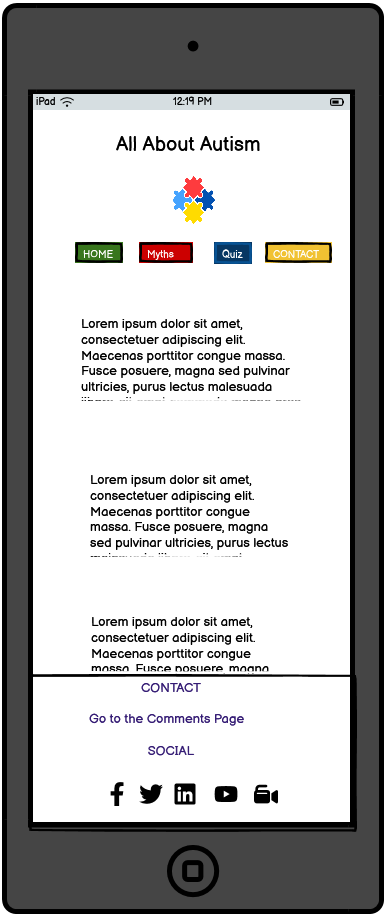 iPad 12:19 PM
All About Autism
HOME Myths Quiz CONTACT
Lorem ipsum dolor sit amet,
consectetuer adipiscing elit.
Maecenas porttitor congue massa.
Fusce posuere, magna sed pulvinar
ultricies, purus lectus malesuada
Lorem ipsum dolor sit amet,
consectetuer adipiscing elit.
Maecenas porttitor congue
massa. Fusce posuere, magna
sed pulvinar ultricies, purus lectus
Lorem ipsum dolor sit amet,
consectetuer adipiscing elit.
Maecenas porttitor congue
massa. Fusce posuere, magna
CONTACT
Go to the Comments Page
SOCIAL